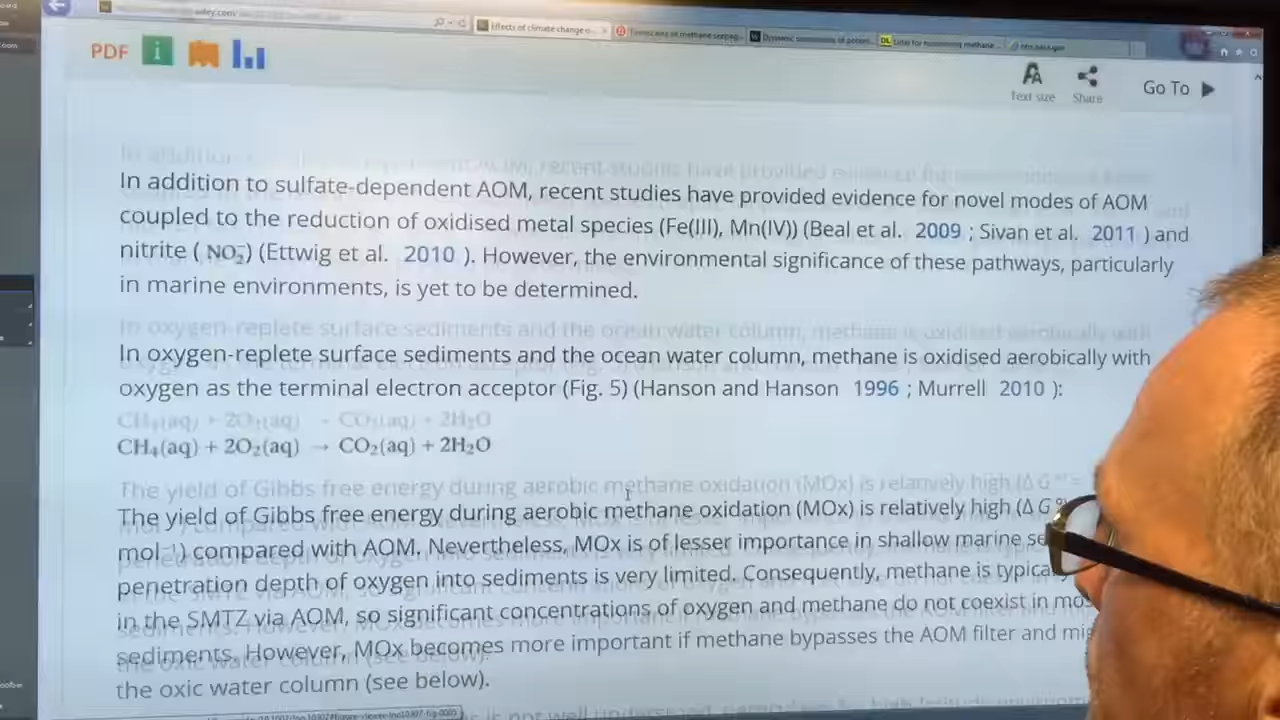 wiley.com/
Effects of climate change o...
PDF i
Text size
Share
Go To
In addition to sulfate-dependent AOM, recent studies have provided evidence for novel modes of AOM
coupled to the reduction of oxidised metal species (Fe(III), Mn(IV)) (Beal et al. 2009 ; Sivan et al. 2011 ) and
nitrite ( NO₂⁻) (Ettwig et al. 2010 ). However, the environmental significance of these pathways, particularly
in marine environments, is yet to be determined.
In oxygen-replete surface sediments and the ocean water column, methane is oxidised aerobically with
oxygen as the terminal electron acceptor (Fig. 5) (Hanson and Hanson 1996 ; Murrell 2010 ):
CH₄(aq) + 2O₂(aq) → CO₂(aq) + 2H₂O
The yield of Gibbs free energy during aerobic methane oxidation (MOx) is relatively high (Δ G
mol⁻¹) compared with AOM. Nevertheless, MOx is of lesser importance in shallow marine se
penetration depth of oxygen into sediments is very limited. Consequently, methane is typica
in the SMTZ via AOM, so significant concentrations of oxygen and methane do not coexist in mos
sediments. However, MOx becomes more important if methane bypasses the AOM filter and mig
the oxic water column (see below).